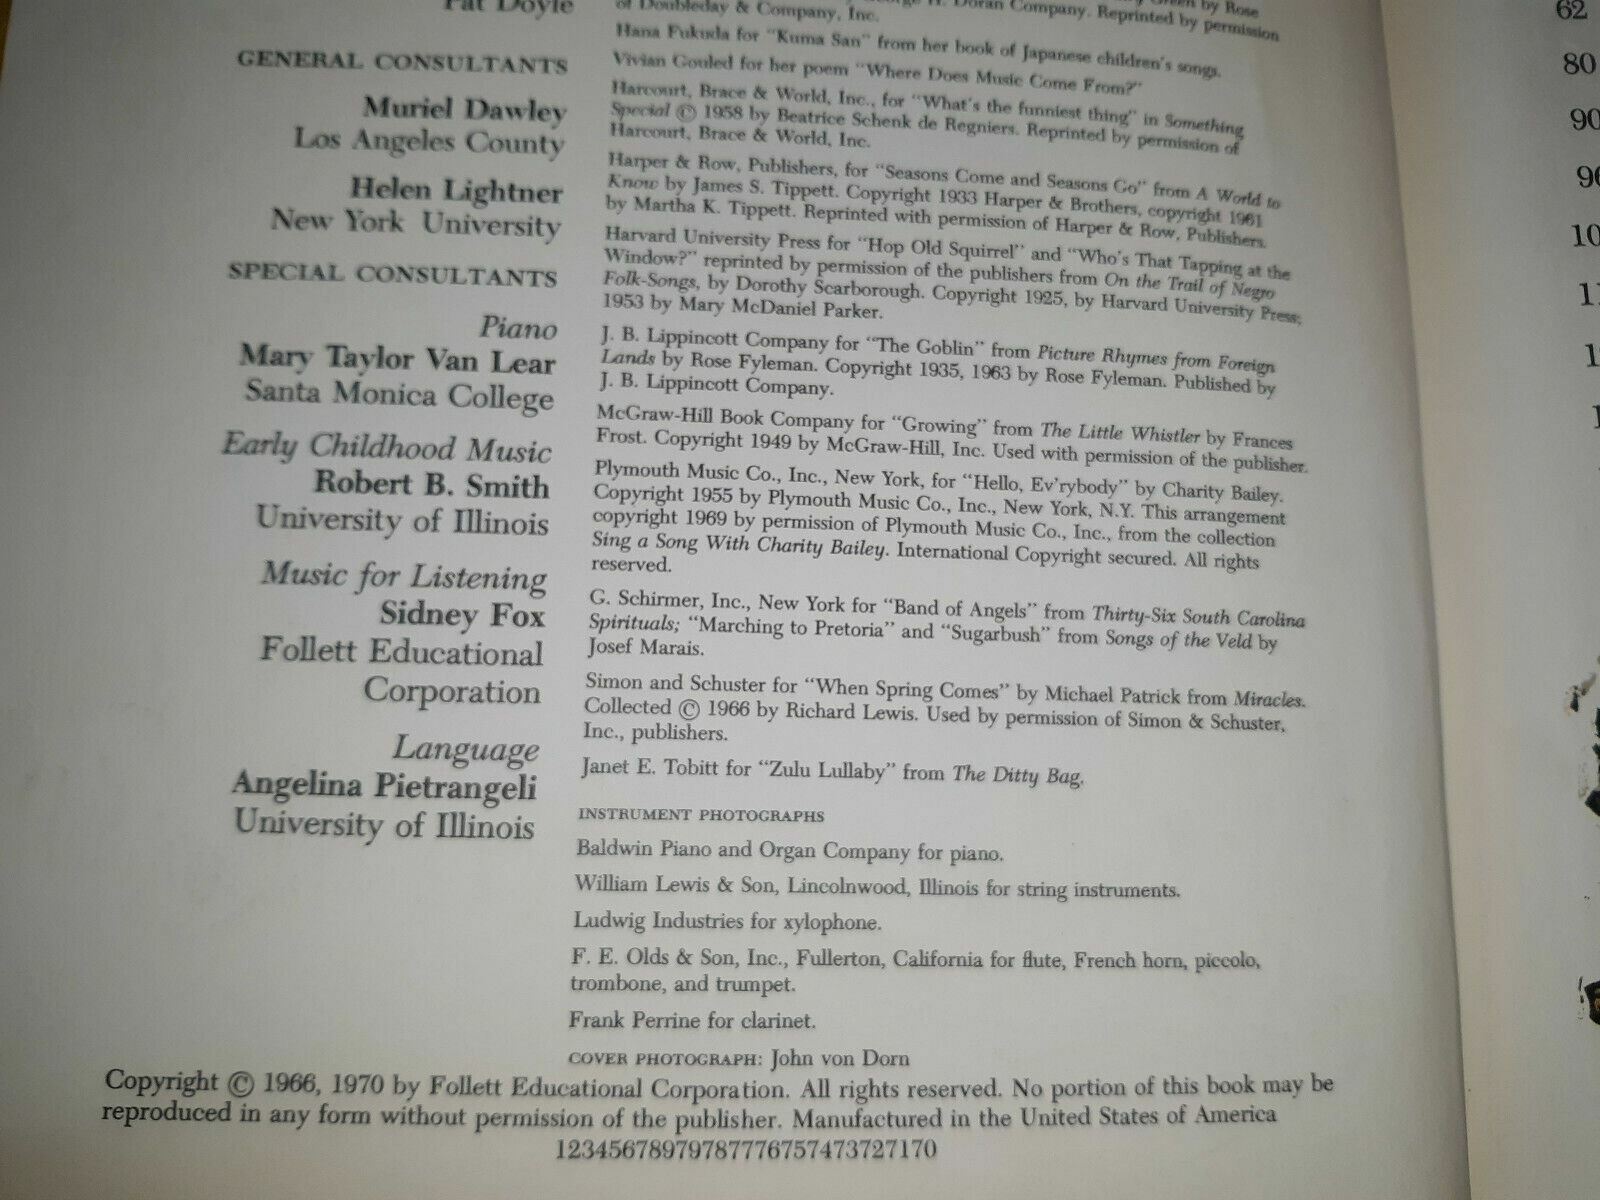 Pat Doyle
GENERAL CONSULTANTS
Muriel Dawley
Los Angeles County
Helen Lightner
New York University
SPECIAL CONSULTANTS
Piano
Mary Taylor Van Lear
Santa Monica College
Early Childhood Music
Robert B. Smith
University of Illinois
Music for Listening
Sidney Fox
Follett Educational
Corporation
Language
Angelina Pietrangeli
University of Illinois
Green by Rose
H. Doran Company. Reprinted by permission
of Doubleday & Company, Inc.
Hana Fukuda for "Kuma San" from her book of Japanese children's songs.
Vivian Gouled for her poem "Where Does Music Come From?"
Harcourt, Brace & World, Inc., for "What's the funniest thing" in Something
Special © 1958 by Beatrice Schenk de Regniers. Reprinted by permission of
Harcourt, Brace & World, Inc.
Harper & Row, Publishers, for "Seasons Come and Seasons Go" from A World to
Know by James S. Tippett. Copyright 1933 Harper & Brothers, copyright 1961
by Martha K. Tippett. Reprinted with permission of Harper & Row, Publishers.
Harvard University Press for "Hop Old Squirrel" and "Who's That Tapping at the
Window?" reprinted by permission of the publishers from On the Trail of Negro
Folk-Songs, by Dorothy Scarborough. Copyright 1925, by Harvard University Press;
1953 by Mary McDaniel Parker.
J. B. Lippincott Company for "The Goblin" from Picture Rhymes from Foreign
Lands by Rose Fyleman. Copyright 1935, 1963 by Rose Fyleman. Published by
J. B. Lippincott Company.
McGraw-Hill Book Company for "Growing" from The Little Whistler by Frances
Frost. Copyright 1949 by McGraw-Hill, Inc. Used with permission of the publisher.
Plymouth Music Co., Inc., New York, for "Hello, Ev'rybody" by Charity Bailey.
Copyright 1955 by Plymouth Music Co., Inc., New York, N.Y. This arrangement
copyright 1969 by permission of Plymouth Music Co., Inc., from the collection
Sing a Song With Charity Bailey. International Copyright secured. All rights
reserved.
G. Schirmer, Inc., New York for "Band of Angels" from Thirty-Six South Carolina
Spirituals; "Marching to Pretoria" and "Sugarbush" from Songs of the Veld by
Josef Marais.
Simon and Schuster for "When Spring Comes" by Michael Patrick from Miracles.
Collected © 1966 by Richard Lewis. Used by permission of Simon & Schuster,
Inc., publishers.
Janet E. Tobitt for "Zulu Lullaby" from The Ditty Bag.
INSTRUMENT PHOTOGRAPHS
Baldwin Piano and Organ Company for piano.
William Lewis & Son, Lincolnwood, Illinois for string instruments.
Ludwig Industries for xylophone.
F. E. Olds & Son, Inc., Fullerton, California for flute, French horn, piccolo,
trombone, and trumpet.
Frank Perrine for clarinet.
COVER PHOTOGRAPH: John von Dorn
Copyright © 1966, 1970 by Follett Educational Corporation. All rights reserved. No portion of this book may be
reproduced in any form without permission of the publisher. Manufactured in the United States of America
123456789797877767574737271​70
62
80
90